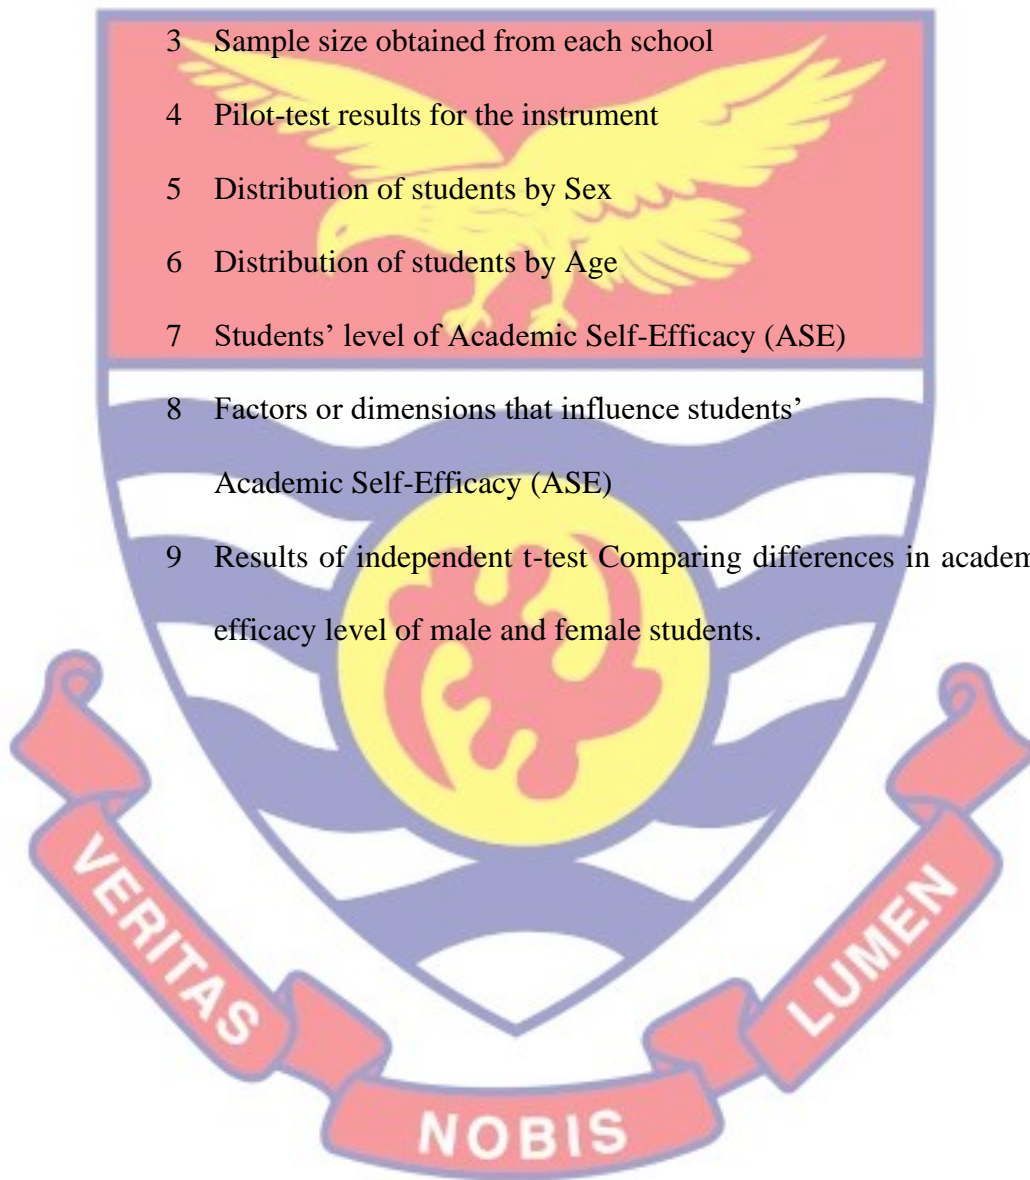 3 Sample size obtained from each school
4 Pilot-test results for the instrument
5 Distribution of students by Sex
6 Distribution of students by Age
7 Students’ level of Academic Self-Efficacy (ASE)
8 Factors or dimensions that influence students’
Academic Self-Efficacy (ASE)
9 Results of independent t-test Comparing differences in
efficacy level of male and female students.
VERITAS
NOBIS
LUMEN